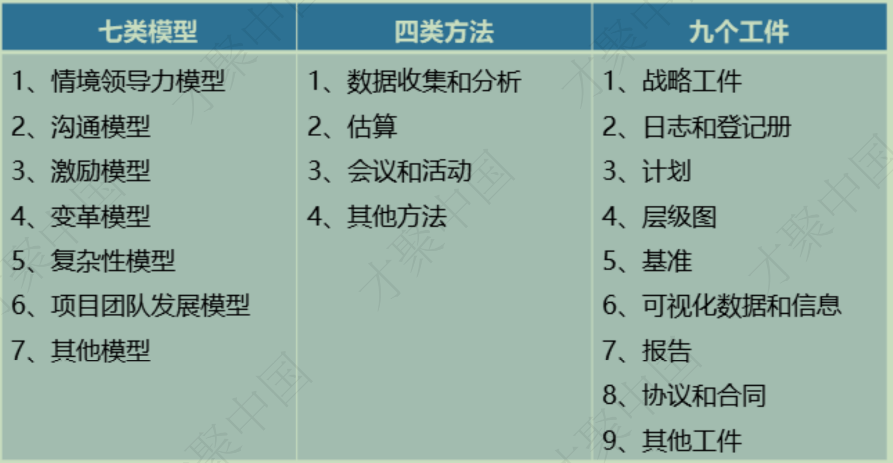 七类模型
四类方法
九个工件
1、情境领导力模型
2、沟通模型
3、激励模型
4、变革模型
5、复杂性模型
6、项目团队发展模型
7、其他模型
1、数据收集和分析
2、估算
3、会议和活动
4、其他方法
1、战略工件
2、日志和登记册
3、计划
4、层级图
5、基准
6、可视化数据和信息
7、报告
8、协议和合同
9、其他工件
才聚中国